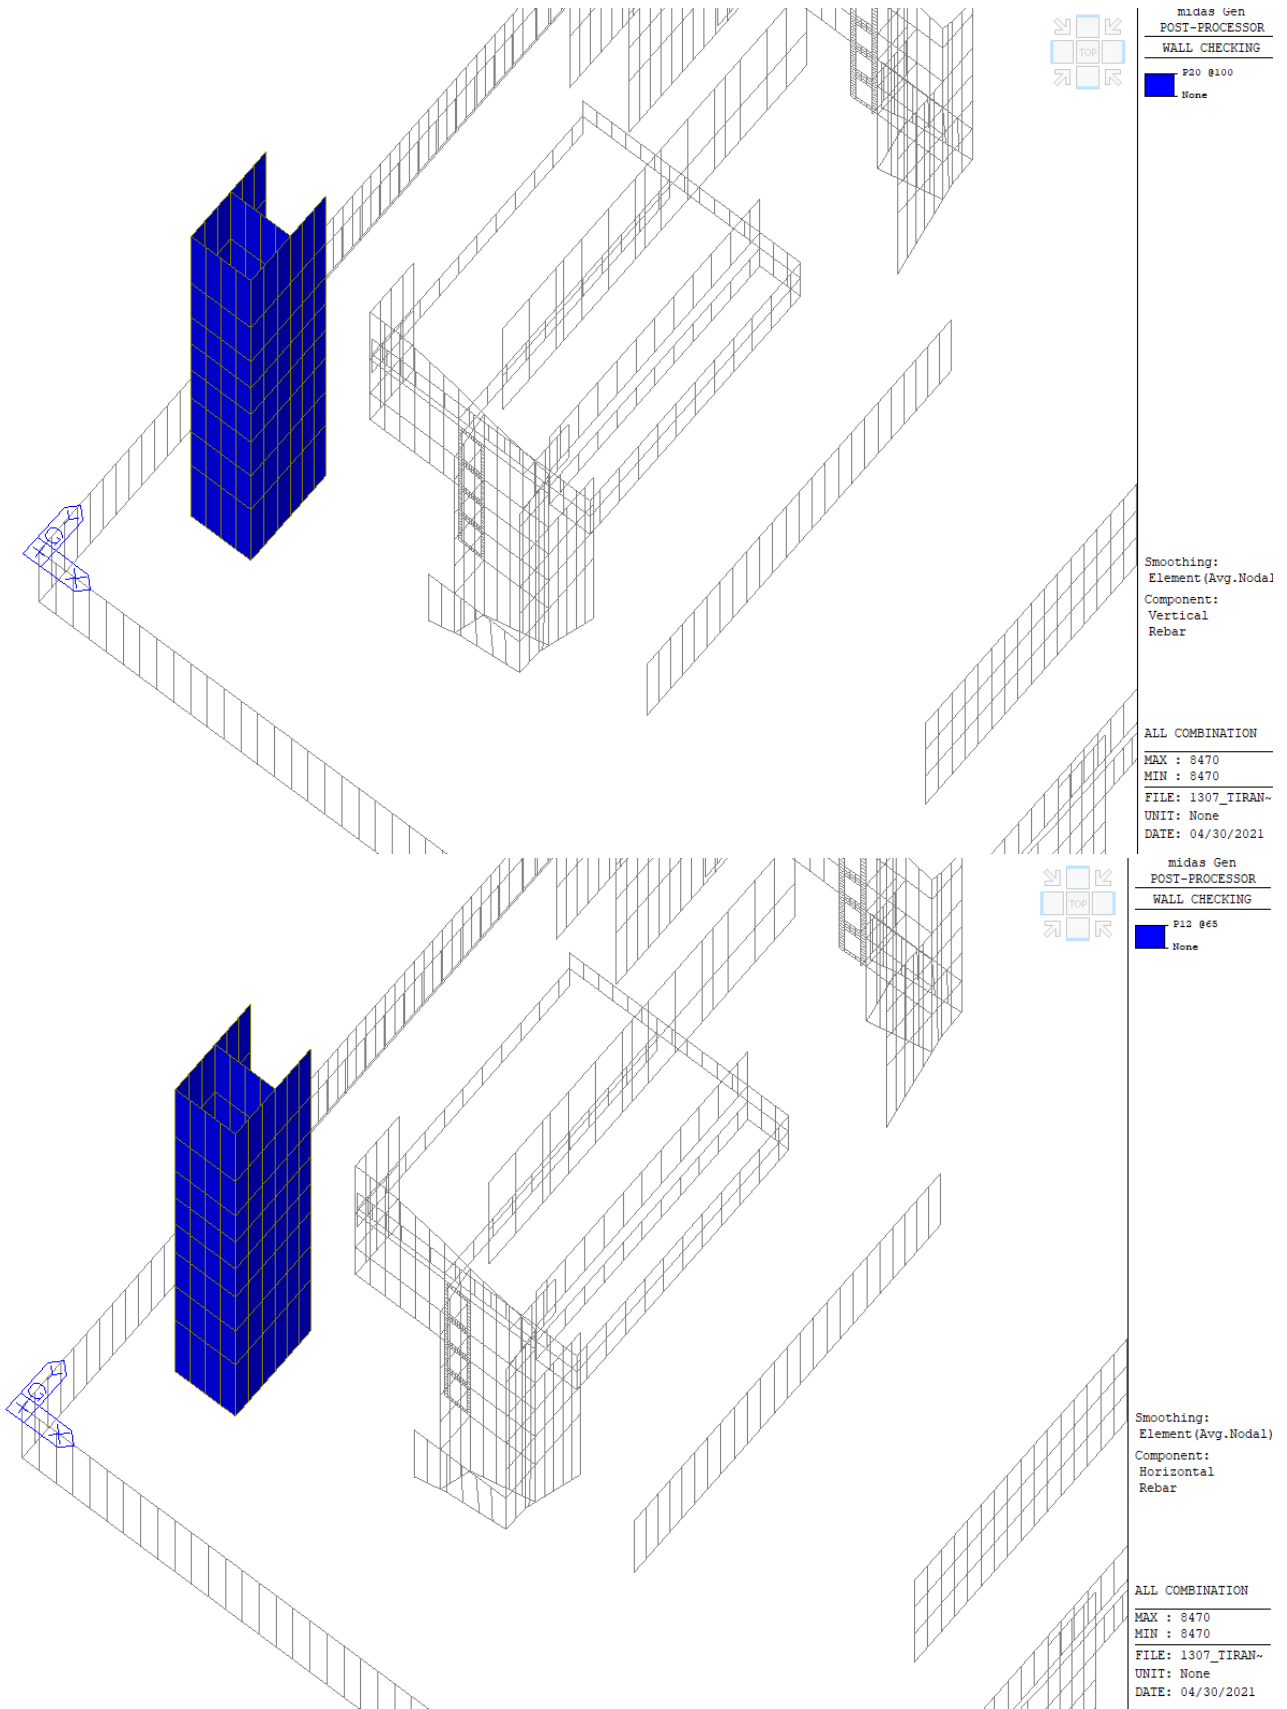 midas Gen
POST-PROCESSOR
WALL CHECKING
P20 @100
None
TOP
Smoothing:
Element(Avg.Nodal
Component:
Vertical
Rebar
ALL COMBINATION
MAX : 8470
MIN : 8470
FILE: 1307_TIRAN~
UNIT: None
DATE: 04/30/2021
X
Y
midas Gen
POST-PROCESSOR
WALL CHECKING
P12 @65
None
TOP
Smoothing:
Element(Avg.Nodal)
Component:
Horizontal
Rebar
ALL COMBINATION
MAX : 8470
MIN : 8470
FILE: 1307_TIRAN~
UNIT: None
DATE: 04/30/2021
X
Y